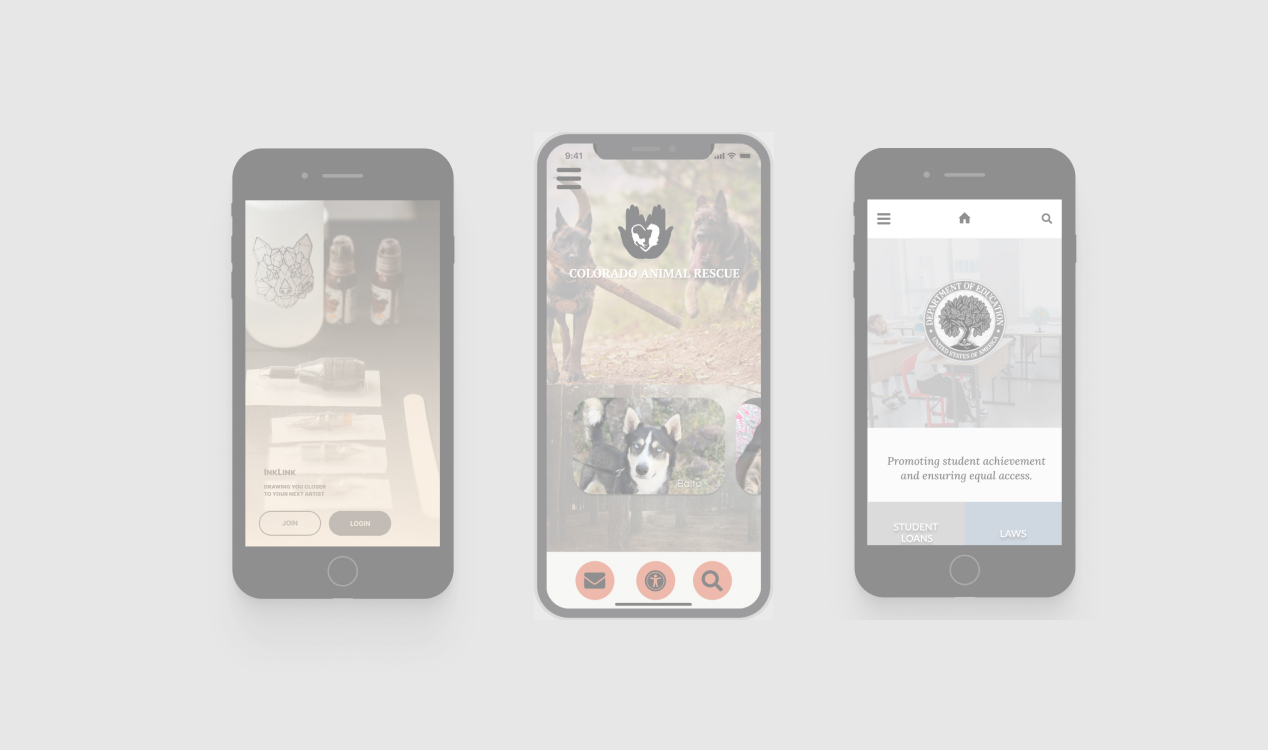 INKLINK
DRAWING YOU CLOSER
TO YOUR NEXT ARTIST
JOIN
LOGIN
9:41
COLORADO ANIMAL RESCUE
Balto
DEPARTMENT OF EDUCATION
UNITED STATES OF AMERICA
Promoting student achievement
and ensuring equal access.
STUDENT
LOANS
LAWS